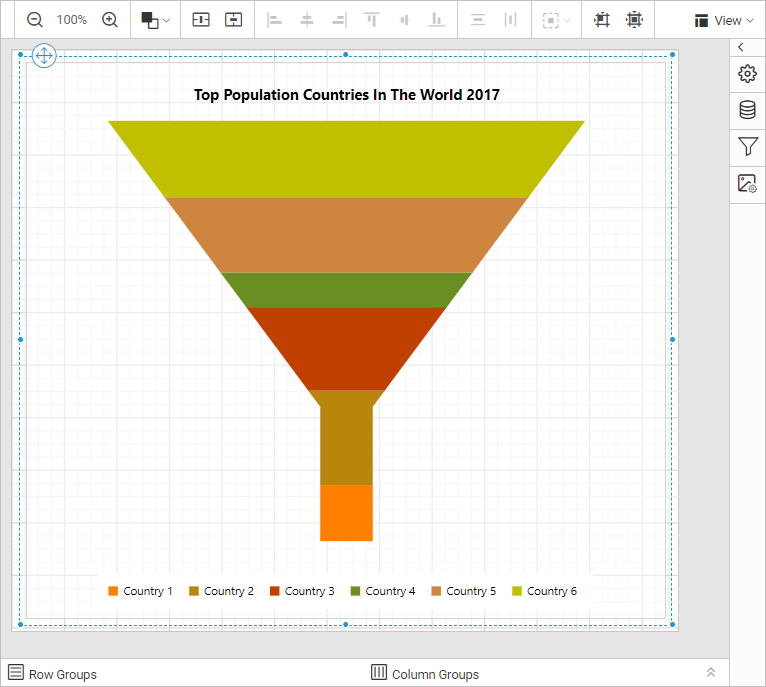 100%
View
Top Population Countries In The World 2017
Country 1 Country 2 Country 3 Country 4 Country 5 Country 6
Row Groups Column Groups